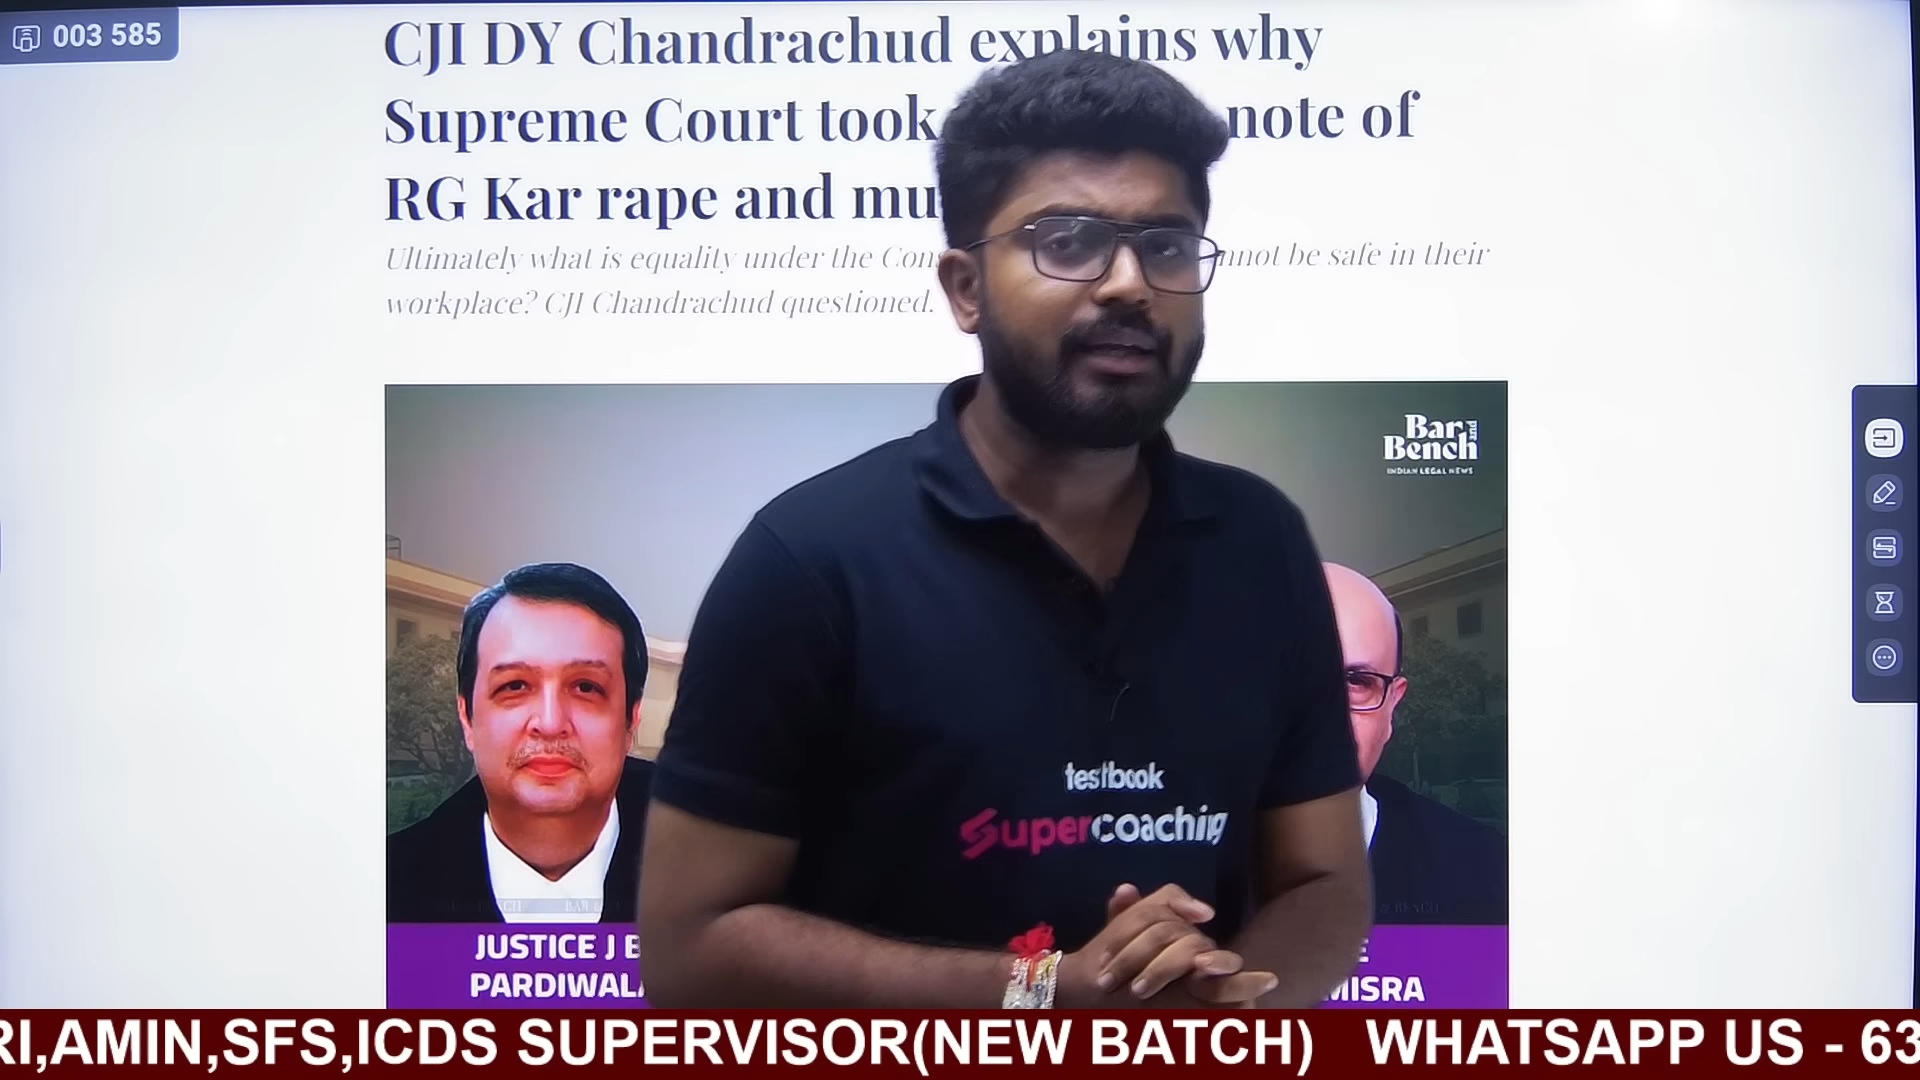 003 585
CJI DY Chandrachud explains why
Supreme Court took note of
RG Kar rape and mu
Ultimately what is equality under the Cons nnot be safe in their
workplace? CJI Chandrachud questioned.
Bar and
Bench
INDIAN LEGAL NEWS
testbook
Supercoaching
JUSTICE J B
PARDIWALA
E
MISRA
RI,AMIN,SFS,ICDS SUPERVISOR(NEW BATCH) WHATSAPP US - 63